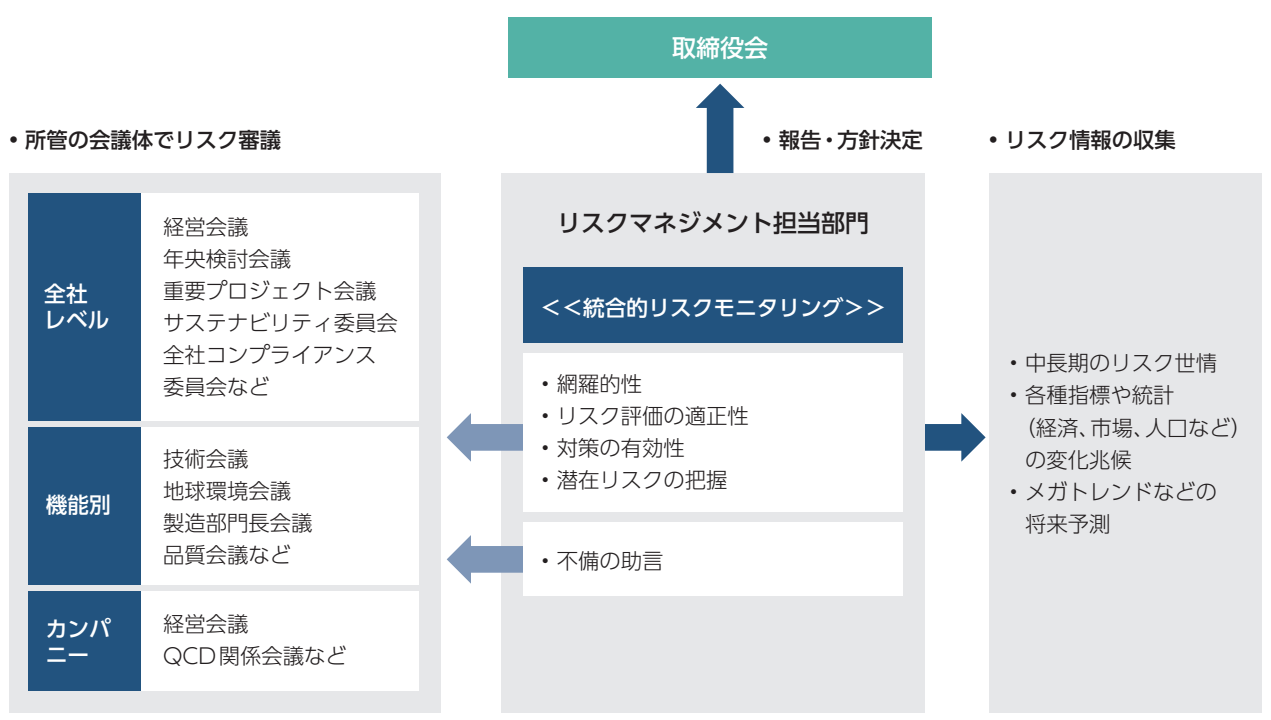 取締役会
• 所管の会議体でリスク審議
• 報告・方針決定
• リスク情報の収集
全社
レベル
経営会議
年央検討会議
重要プロジェクト会議
サステナビリティ委員会
全社コンプライアンス
委員会など
機能別
技術会議
地球環境会議
製造部門長会議
品質会議など
カンパ
ニー
経営会議
QCD関係会議など
リスクマネジメント担当部門
<<統合的リスクモニタリング>>
• 網羅的性
• リスク評価の適正性
• 対策の有効性
• 潜在リスクの把握
• 不備の助言
• 中長期のリスク世情
• 各種指標や統計
（経済、市場、人口など）
の変化兆候
• メガトレンドなどの
将来予測